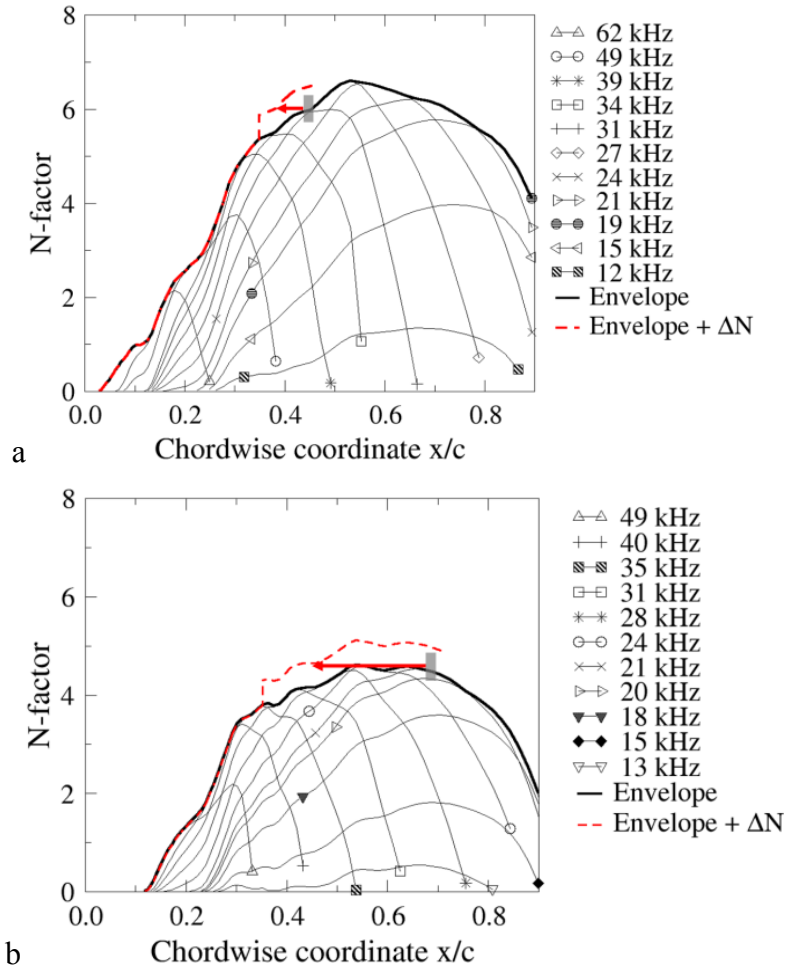 8
6
4
2
0
N-factor
0.0 0.2 0.4 0.6 0.8
Chordwise coordinate x/c
62 kHz
49 kHz
39 kHz
34 kHz
31 kHz
27 kHz
24 kHz
21 kHz
19 kHz
15 kHz
12 kHz
Envelope
Envelope + ΔN
a
8
6
4
2
0
N-factor
0.0 0.2 0.4 0.6 0.8
Chordwise coordinate x/c
49 kHz
40 kHz
35 kHz
31 kHz
28 kHz
24 kHz
21 kHz
20 kHz
18 kHz
15 kHz
13 kHz
Envelope
Envelope + ΔN
b